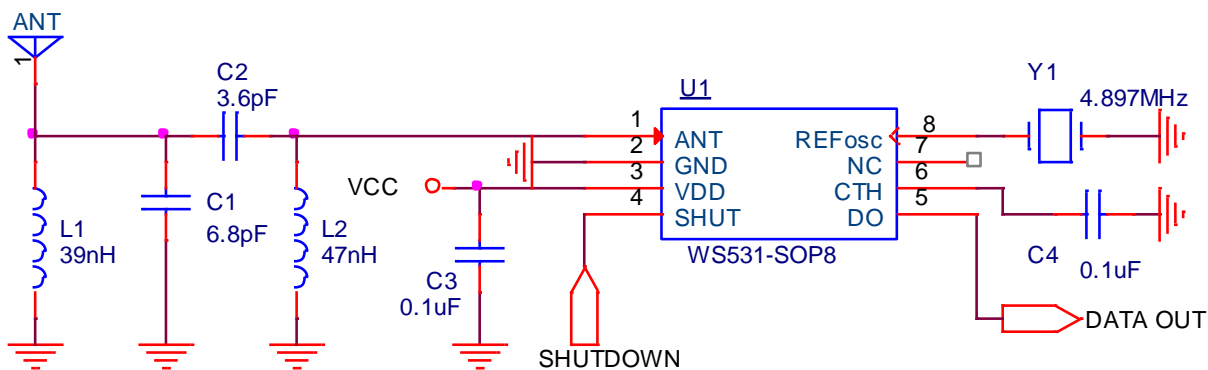 ANT
1
C2
3.6pF
L1
39nH
C1
6.8pF
L2
47nH
VCC
C3
0.1uF
SHUTDOWN
U1
1
2
3
4
ANT
GND
VDD
SHUT
REFosc
NC
CTH
DO
8
7
6
5
WS531-SOP8
Y1
4.897MHz
C4
0.1uF
DATA OUT